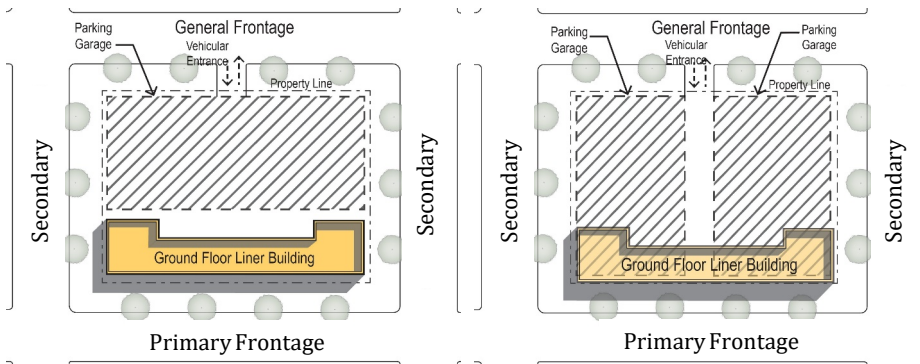 Parking
Garage
General Frontage
Vehicular
Entrance
Property Line
Secondary
Secondary
Ground Floor Liner Building
Primary Frontage
Parking
Garage
General Frontage
Vehicular
Entrance
Parking
Garage
Property Line
Secondary
Secondary
Ground Floor Liner Building
Primary Frontage